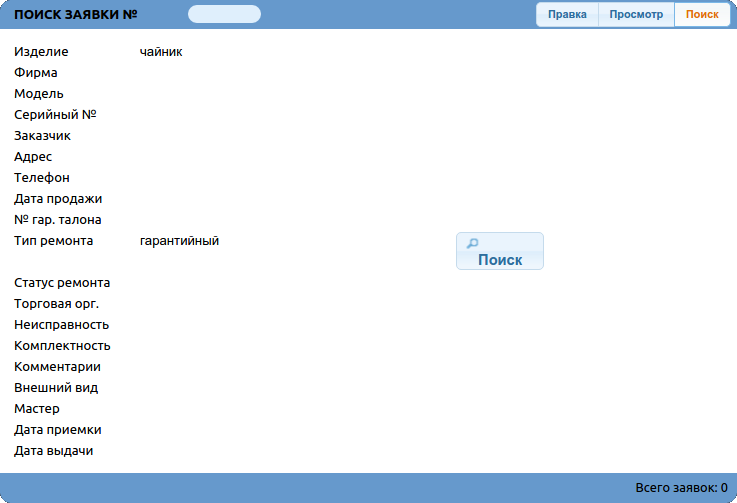 ПОИСК ЗАЯВКИ № Правка Просмотр Поиск
Изделие чайник
Фирма
Модель
Серийный №
Заказчик
Адрес
Телефон
Дата продажи
№ гар. талона
Тип ремонта гарантийный
Поиск
Статус ремонта
Торговая орг.
Неисправность
Комплектность
Комментарии
Внешний вид
Мастер
Дата приемки
Дата выдачи
Всего заявок: 0